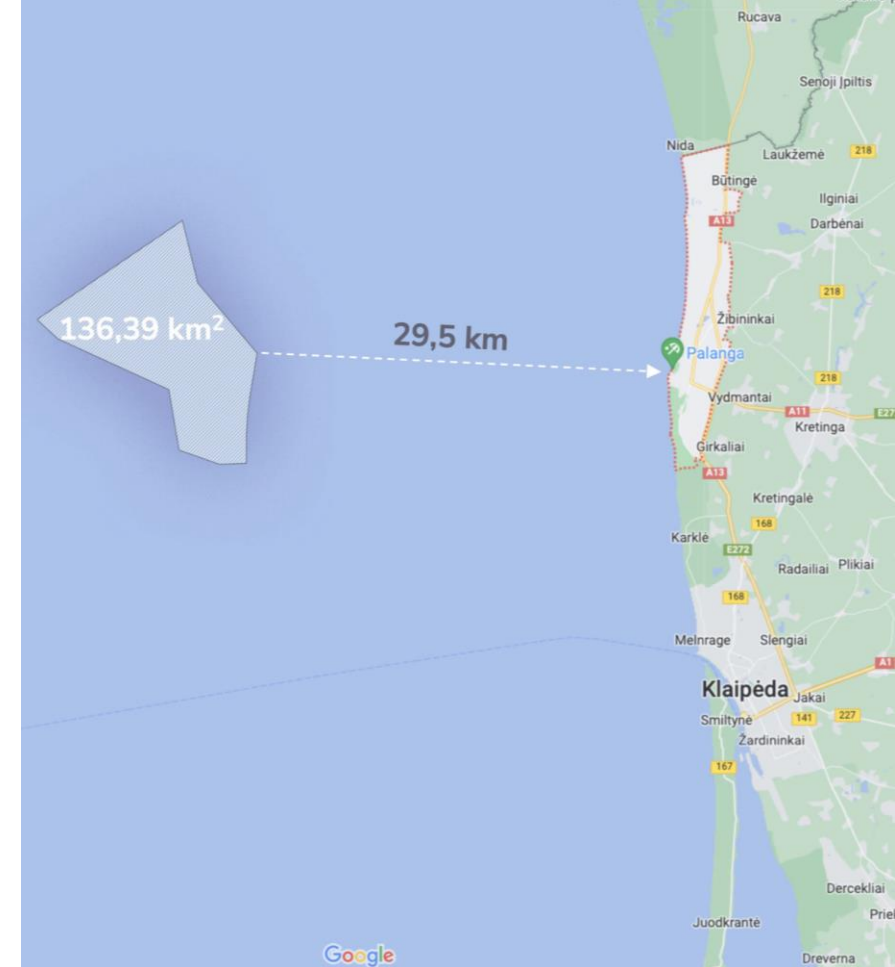 Rucava
Senoji Įpiltis
Nida
Laukžemė
218
Būtingė
Ilginiai
A13
Darbėnai
136,39 km²
29,5 km
218
Žibininkai
Palanga
218
Vydmantai
A11
E272
Kretinga
Girkaliai
A13
Kretingalė
168
Karklė
E272
Radailiai
Plikiai
168
Melnragė
Slengiai
A1
Klaipėda
Jakai
Smiltynė
141
227
Žardininkai
167
Dercekliai
Juodkrantė
Google
Dreverna